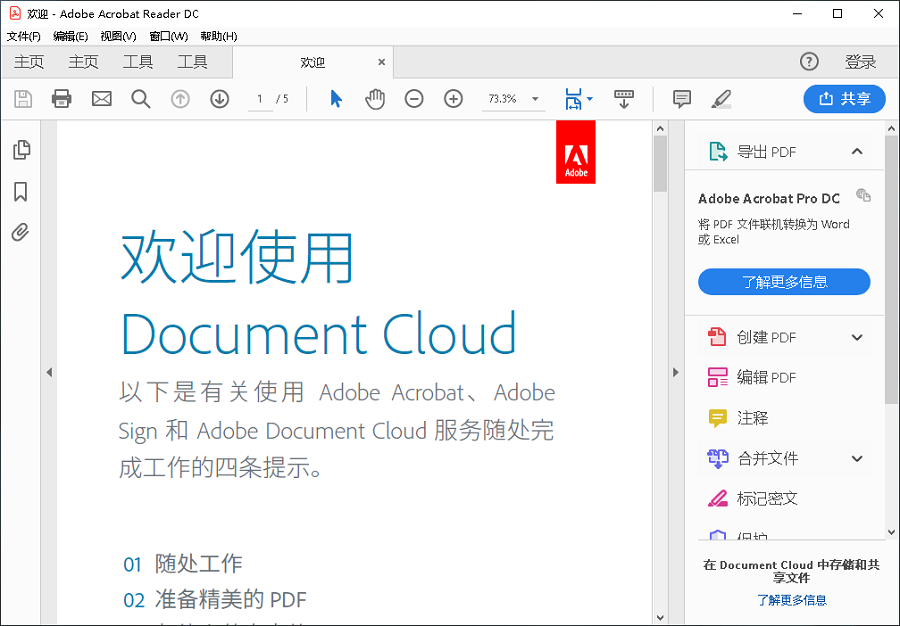 欢迎 - Adobe Acrobat Reader DC
文件(F) 编辑(E) 视图(V) 窗口(W) 帮助(H)
主页 主页 工具 工具 欢迎 × ? 登录
1 / 5 73.3% 共享
Adobe
欢迎使用
Document Cloud
以下是有关使用 Adobe Acrobat、Adobe
Sign 和 Adobe Document Cloud 服务随处完
成工作的四条提示。
01 随处工作
02 准备精美的 PDF
导出 PDF
Adobe Acrobat Pro DC
将 PDF 文件联机转换为 Word
或 Excel
了解更多信息
创建 PDF
编辑 PDF
注释
合并文件
标记密文
保护
在 Document Cloud 中存储和共
享文件
了解更多信息